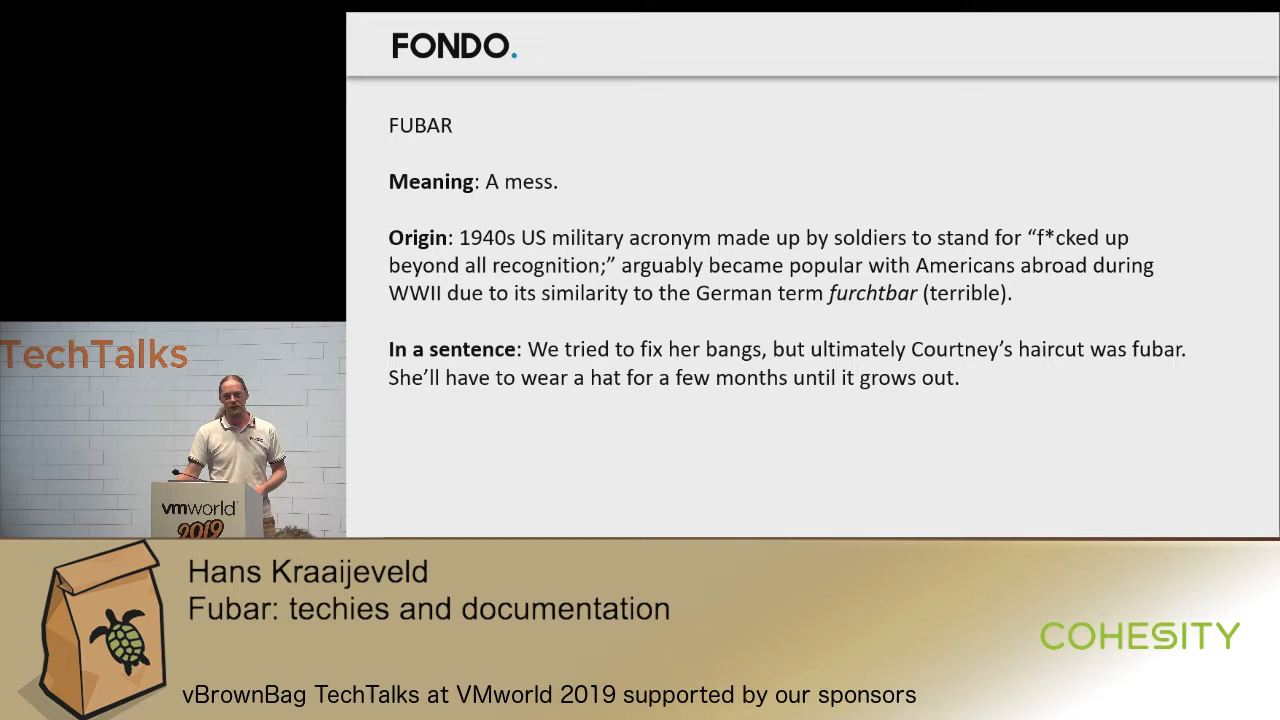 FONDO.
FUBAR
Meaning: A mess.
Origin: 1940s US military acronym made up by soldiers to stand for “f*cked up
beyond all recognition;” arguably became popular with Americans abroad during
WWII due to its similarity to the German term furchtbar (terrible).
In a sentence: We tried to fix her bangs, but ultimately Courtney’s haircut was fubar.
She’ll have to wear a hat for a few months until it grows out.
TechTalks
vmworld
2019
Hans Kraaijeveld
Fubar: techies and documentation
COHESITY
vBrownBag TechTalks at VMworld 2019 supported by our sponsors